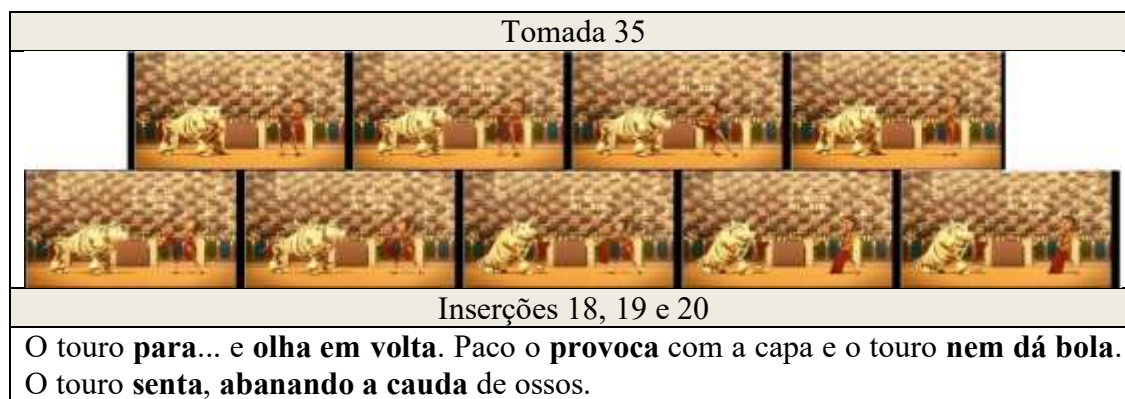 Tomada 35
Inserções 18, 19 e 20
O touro para... e olha em volta. Paco o provoca com a capa e o touro nem dá bola.
O touro senta, abanando a cauda de ossos.